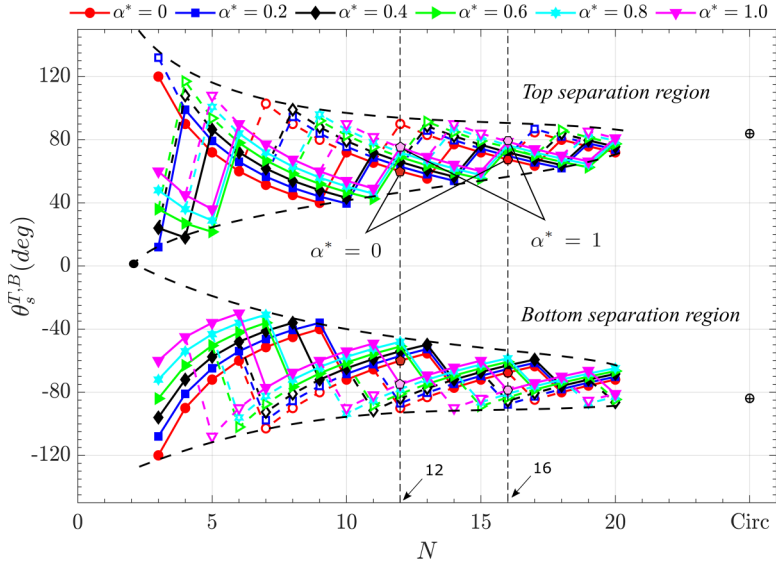 α* = 0 α* = 0.2 α* = 0.4 α* = 0.6 α* = 0.8 α* = 1.0
120
Top separation region
80
40
α* = 0 α* = 1
0
θ_s^{T,B}(deg)
Bottom separation region
-40
-80
-120
12 16
0 5 10 15 20 Circ
N